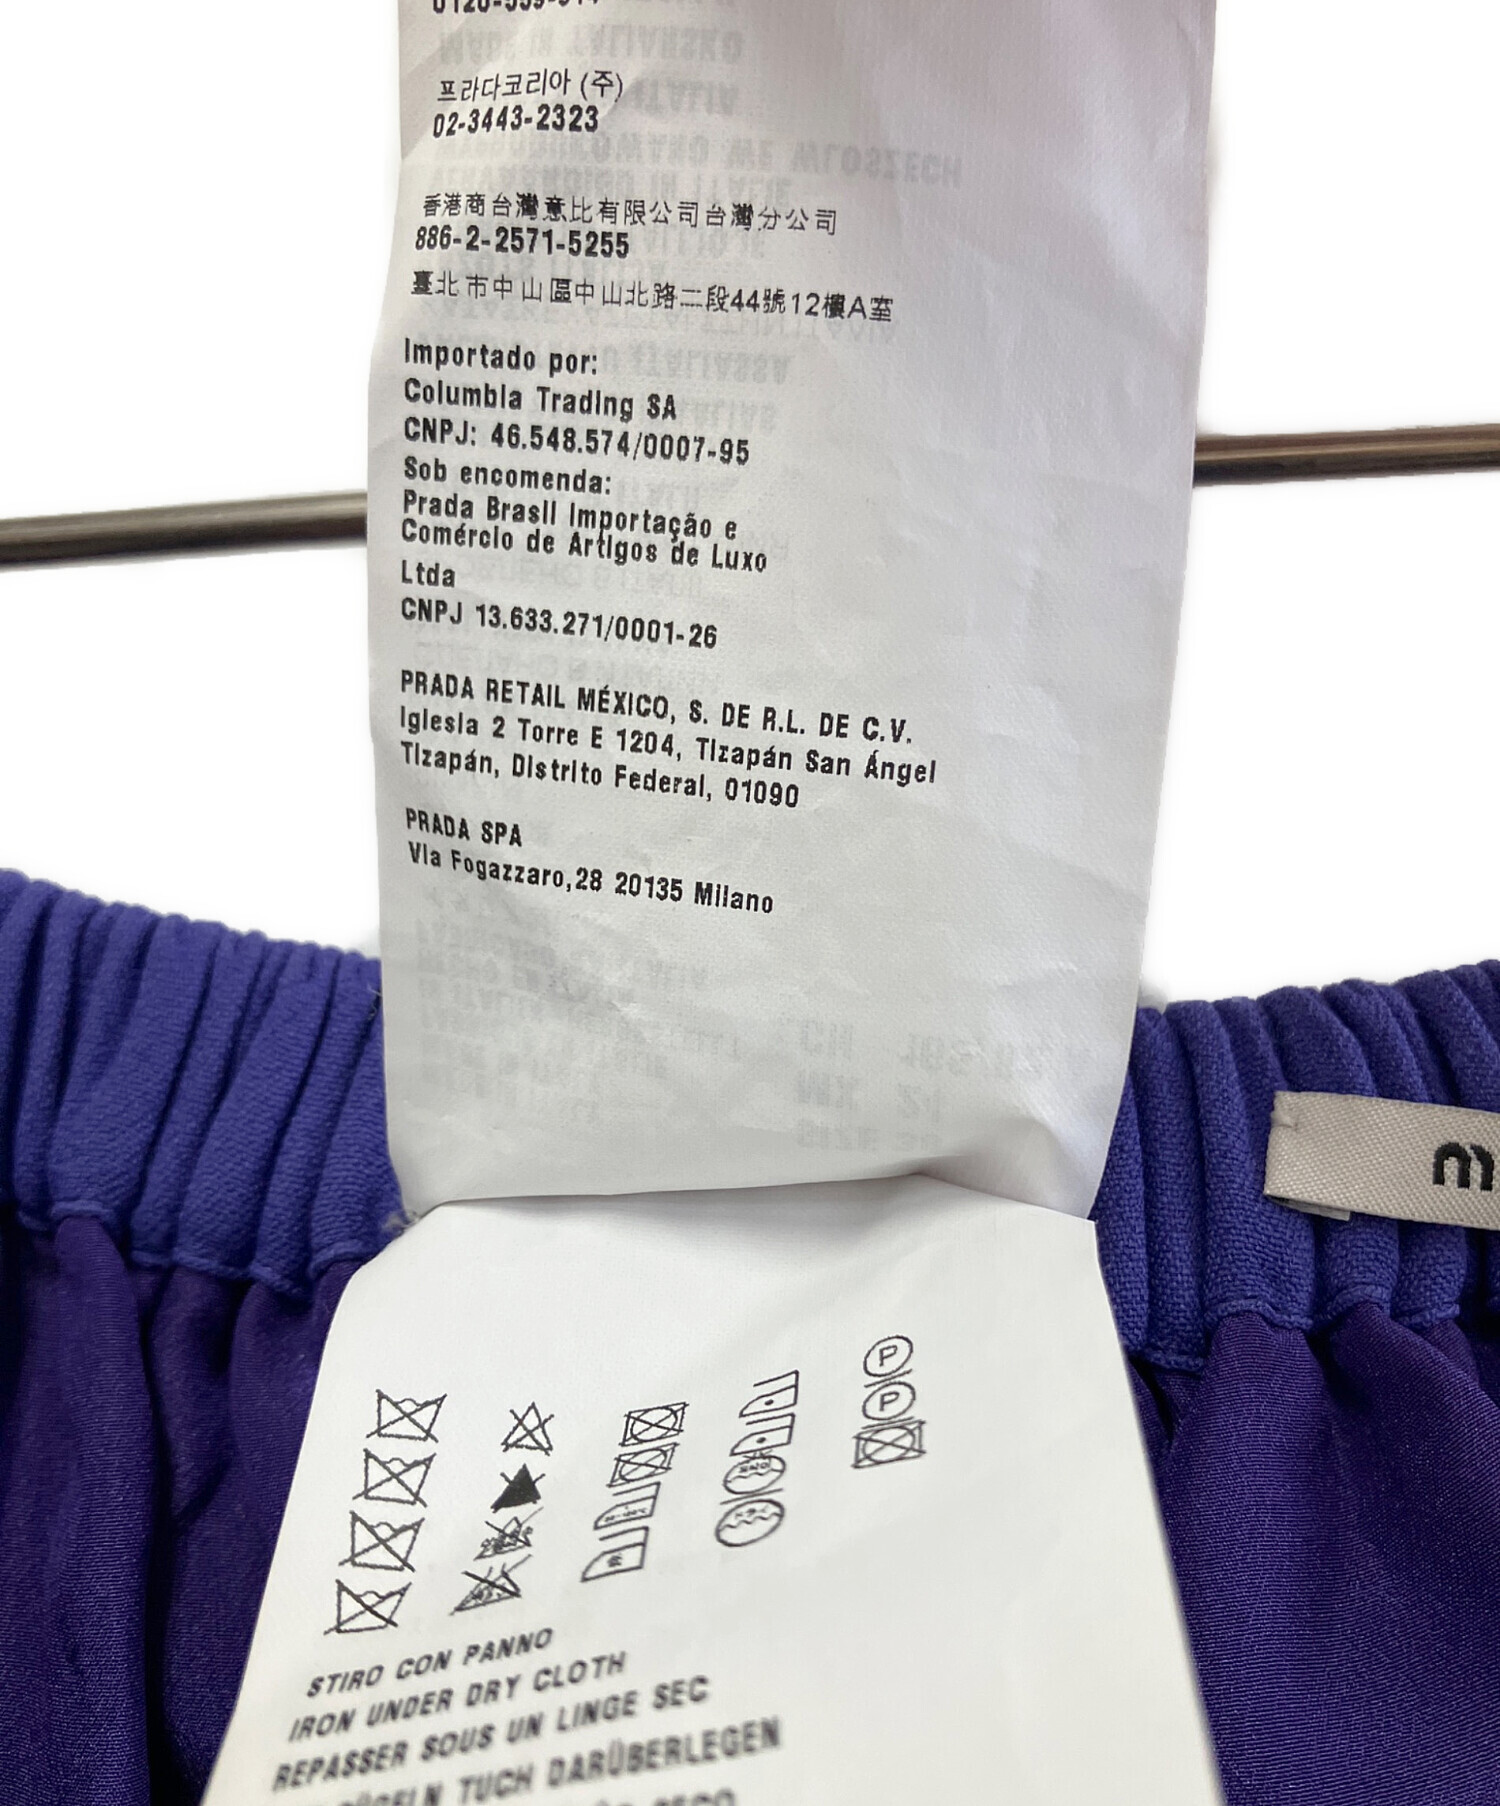 프라다코리아 (주)
02-3443-2323
香港商台灣意比有限公司台灣分公司
886-2-2571-5255
臺北市中山區中山北路二段44號12樓A室
Importado por:
Columbia Trading SA
CNPJ: 46.548.574/0007-95
Sob encomenda:
Prada Brasil Importação e
Comércio de Artigos de Luxo
Ltda
CNPJ 13.633.271/0001-26
PRADA RETAIL MÉXICO, S. DE R.L. DE C.V.
Iglesia 2 Torre E 1204, Tizapán San Ángel
Tizapán, Distrito Federal, 01090
PRADA SPA
Via Fogazzaro,28 20135 Milano
m
P
P
STIRO CON PANNO
IRON UNDER DRY CLOTH
REPASSER SOUS UN LINGE SEC
TUCH DARÜBERLEGEN